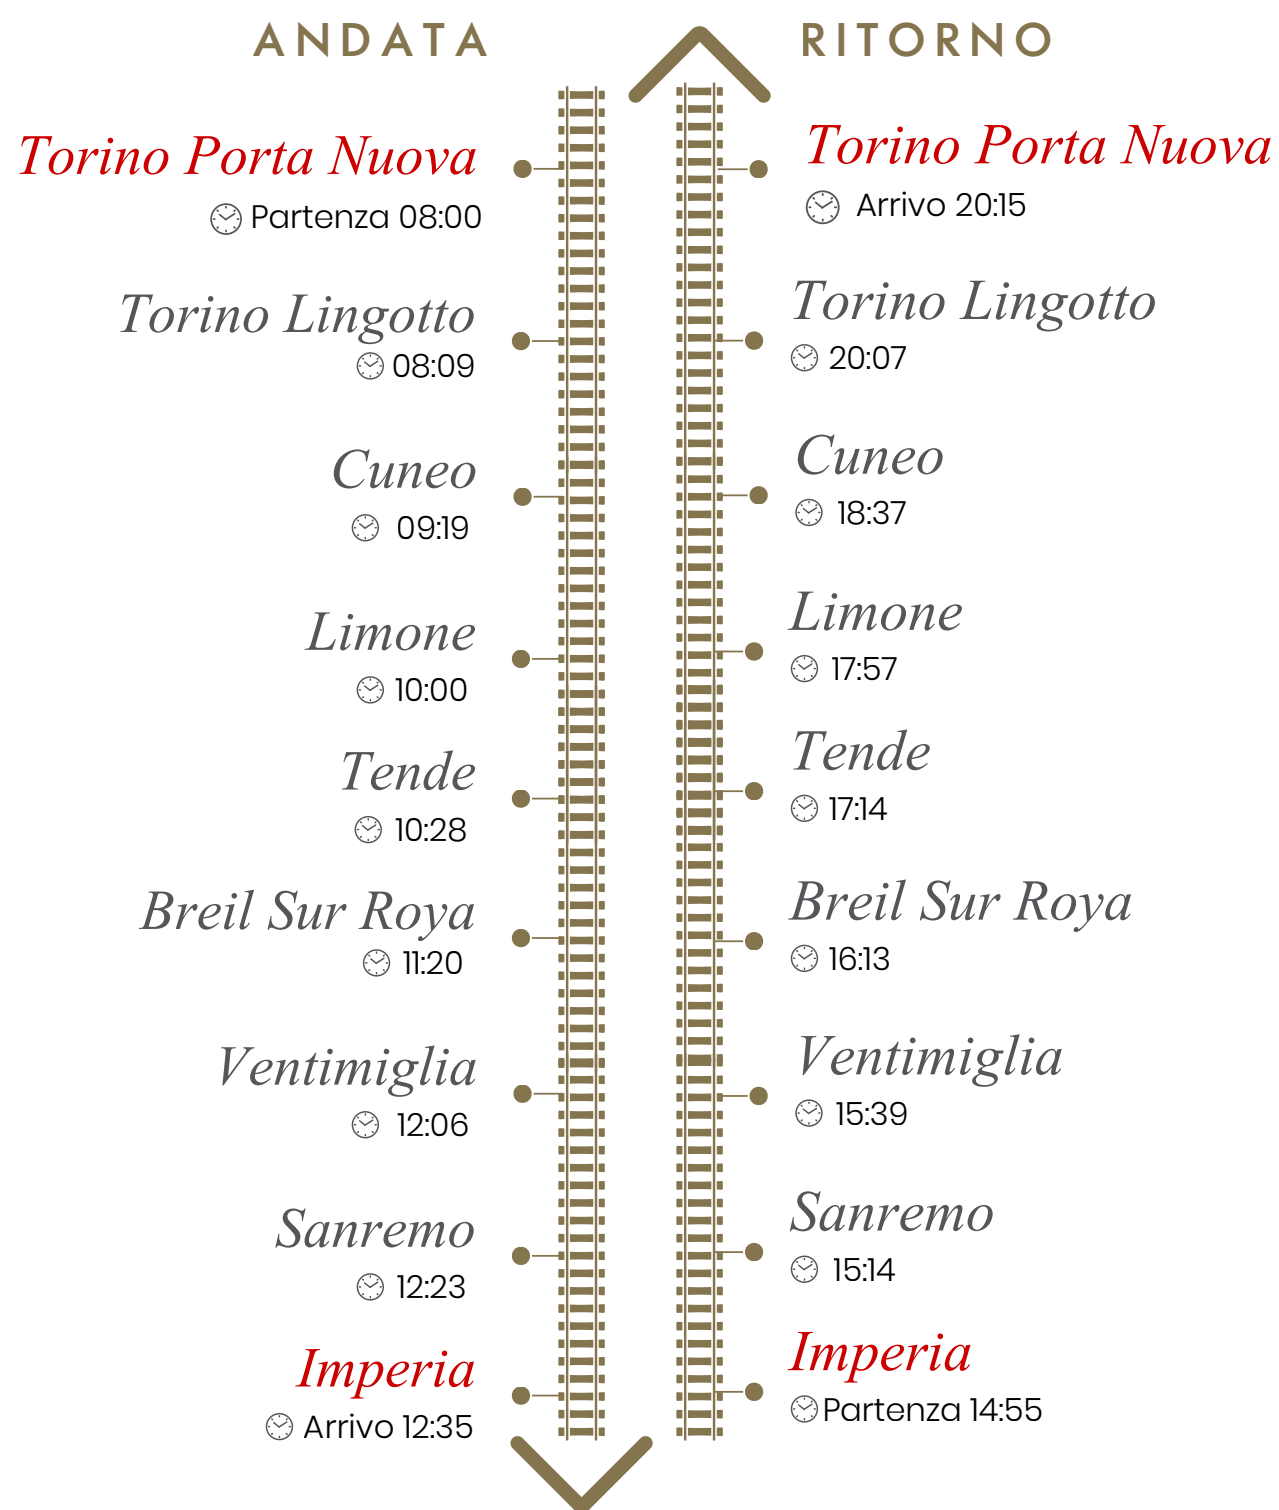 ANDATA
Torino Porta Nuova
Partenza 08:00
Torino Lingotto
08:09
Cuneo
09:19
Limone
10:00
Tende
10:28
Breil Sur Roya
11:20
Ventimiglia
12:06
Sanremo
12:23
Imperia
Arrivo 12:35
RITORNO
Torino Porta Nuova
Arrivo 20:15
Torino Lingotto
20:07
Cuneo
18:37
Limone
17:57
Tende
17:14
Breil Sur Roya
16:13
Ventimiglia
15:39
Sanremo
15:14
Imperia
Partenza 14:55